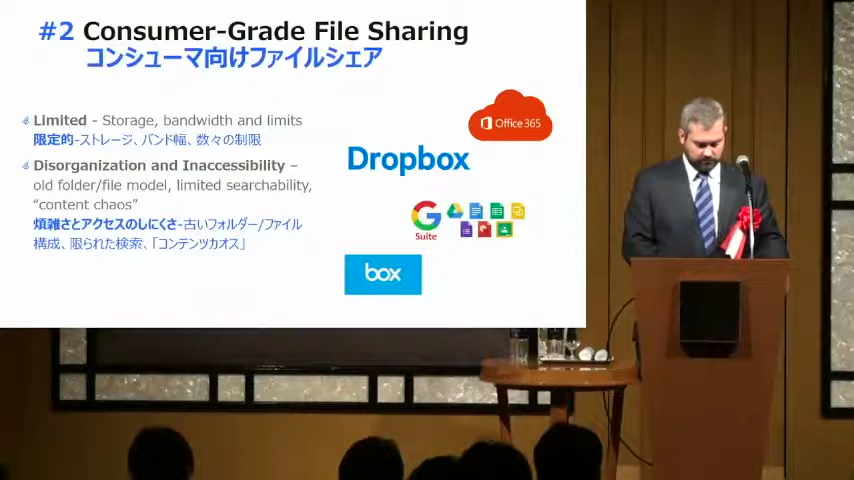 #2 Consumer-Grade File Sharing
コンシューマ向けファイルシェア
Limited - Storage, bandwidth and limits
限定的-ストレージ、バンド幅、数々の制限
Disorganization and Inaccessibility –
old folder/file model, limited searchability,
“content chaos”
煩雑さとアクセスのしにくさ-古いフォルダー/ファイル
構成、限られた検索、「コンテンツカオス」
Office 365
Dropbox
G
Suite
box